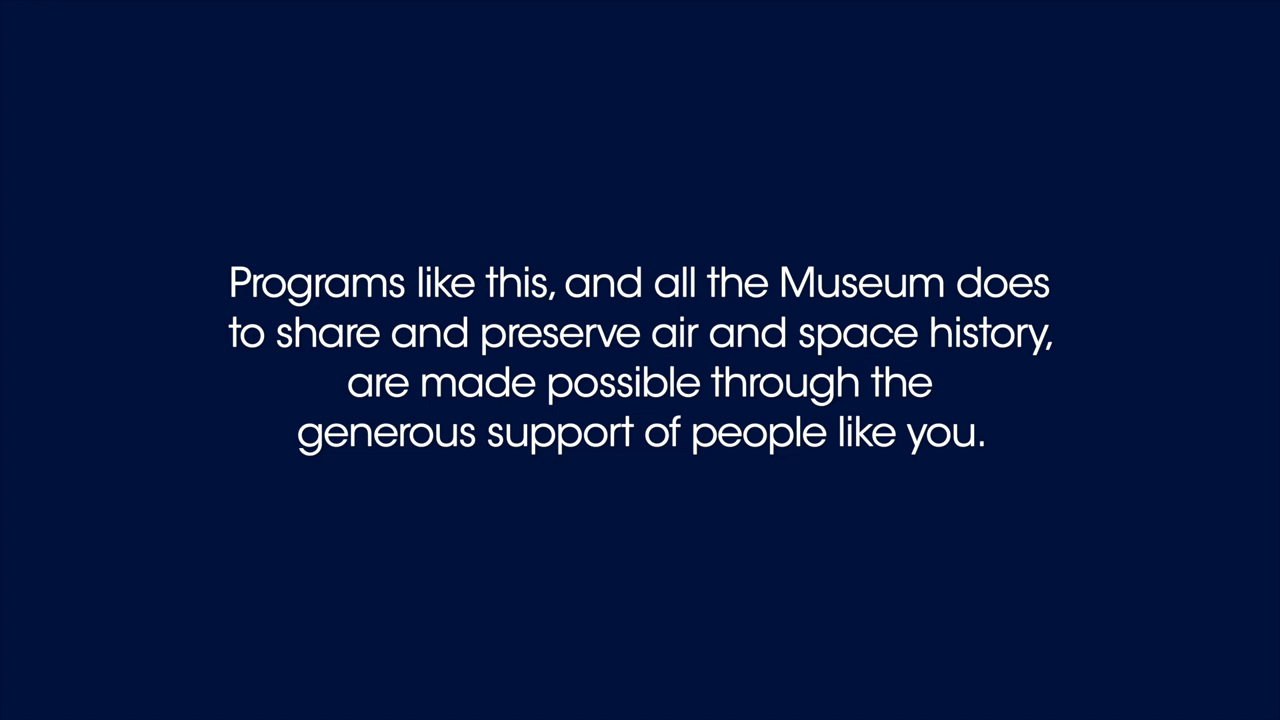 Programs like this, and all the Museum does
to share and preserve air and space history,
are made possible through the
generous support of people like you.